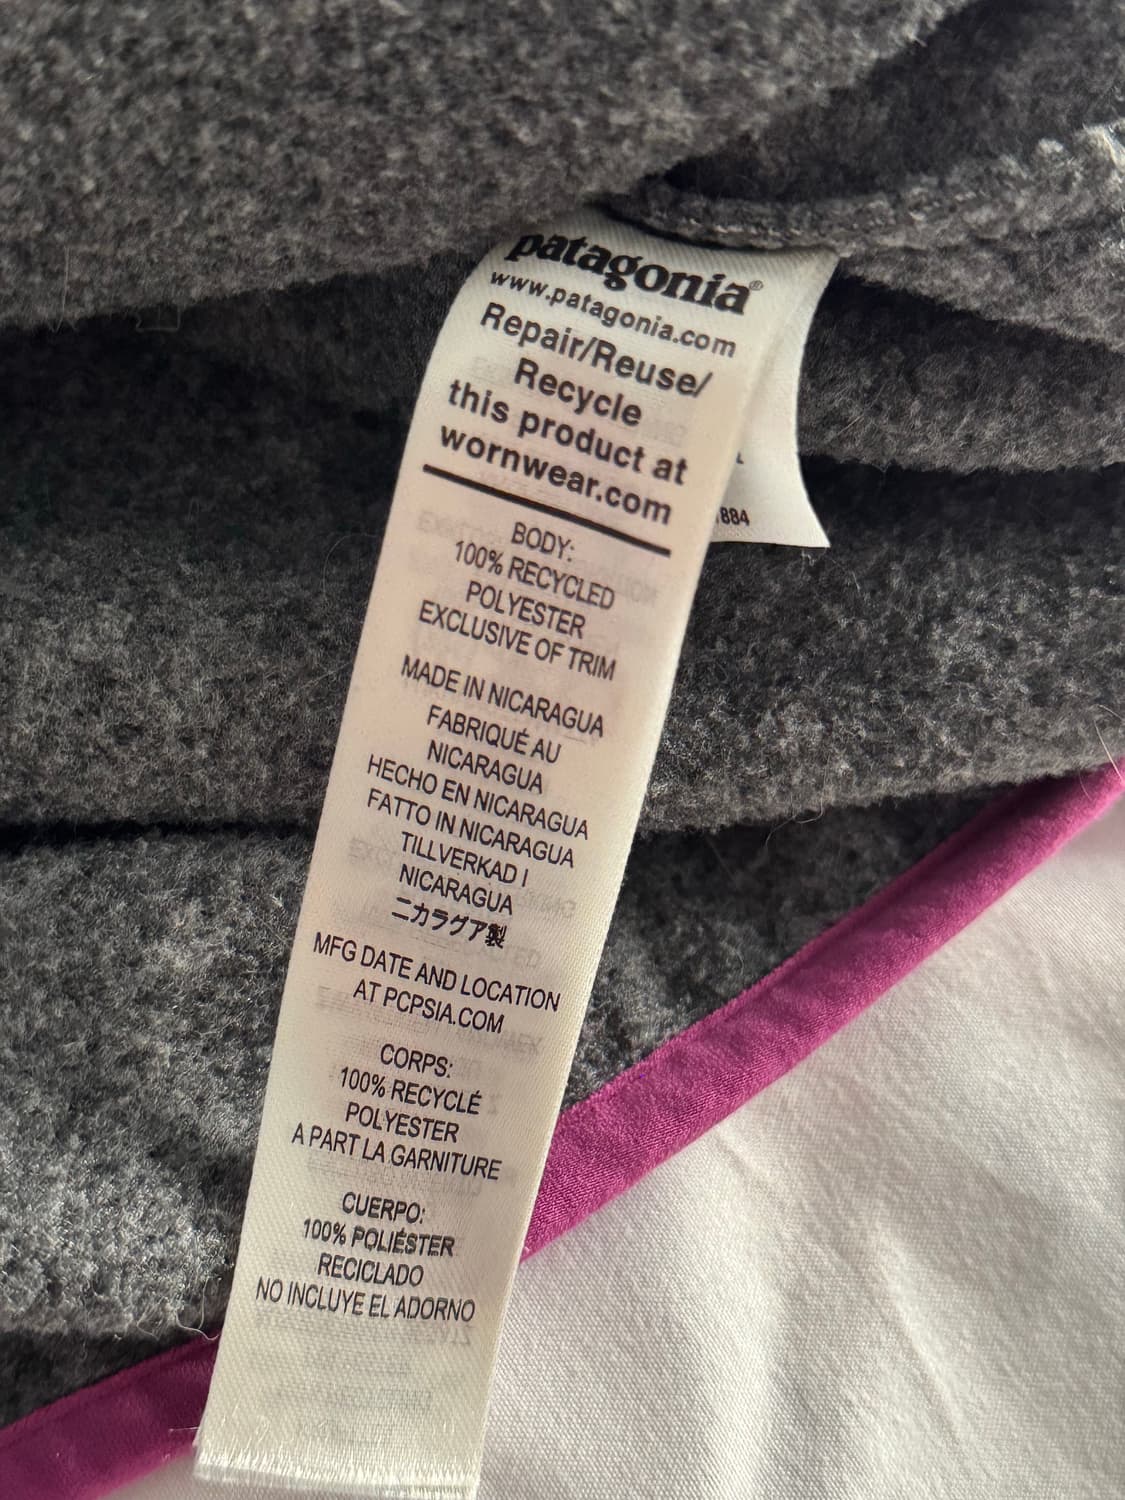 patagonia®
www.patagonia.com
Repair/Reuse/
Recycle
this product at
wornwear.com
BODY:
100% RECYCLED
POLYESTER
EXCLUSIVE OF TRIM
MADE IN NICARAGUA
FABRIQUÉ AU
NICARAGUA
HECHO EN NICARAGUA
FATTO IN NICARAGUA
TILLVERKAD I
NICARAGUA
ニカラグア製
MFG DATE AND LOCATION
AT PCPSIA.COM
CORPS:
100% RECYCLÉ
POLYESTER
A PART LA GARNITURE
CUERPO:
100% POLIÉSTER
RECICLADO
NO INCLUYE EL ADORNO
L
884